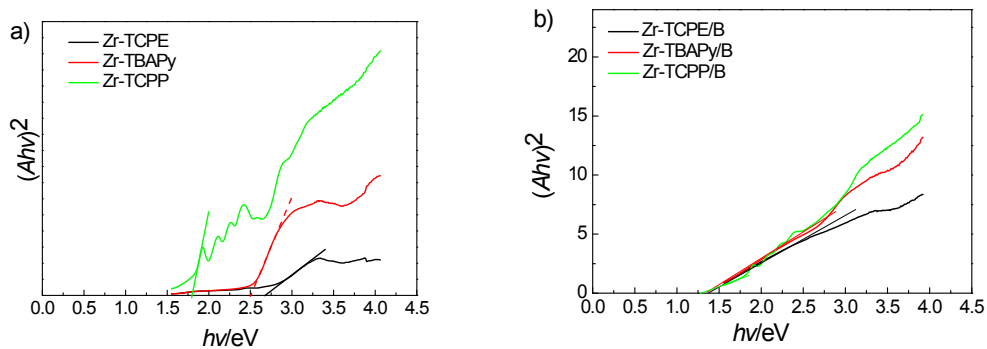 a)
Zr-TCPE
Zr-TBAPy
Zr-TCPP
(Ahv)2
0.0 0.5 1.0 1.5 2.0 2.5 3.0 3.5 4.0 4.5
hv/eV
b)
Zr-TCPE/B
Zr-TBAPy/B
Zr-TCPP/B
(Ahv)2
20
15
10
5
0
0.0 0.5 1.0 1.5 2.0 2.5 3.0 3.5 4.0 4.5
hv/eV